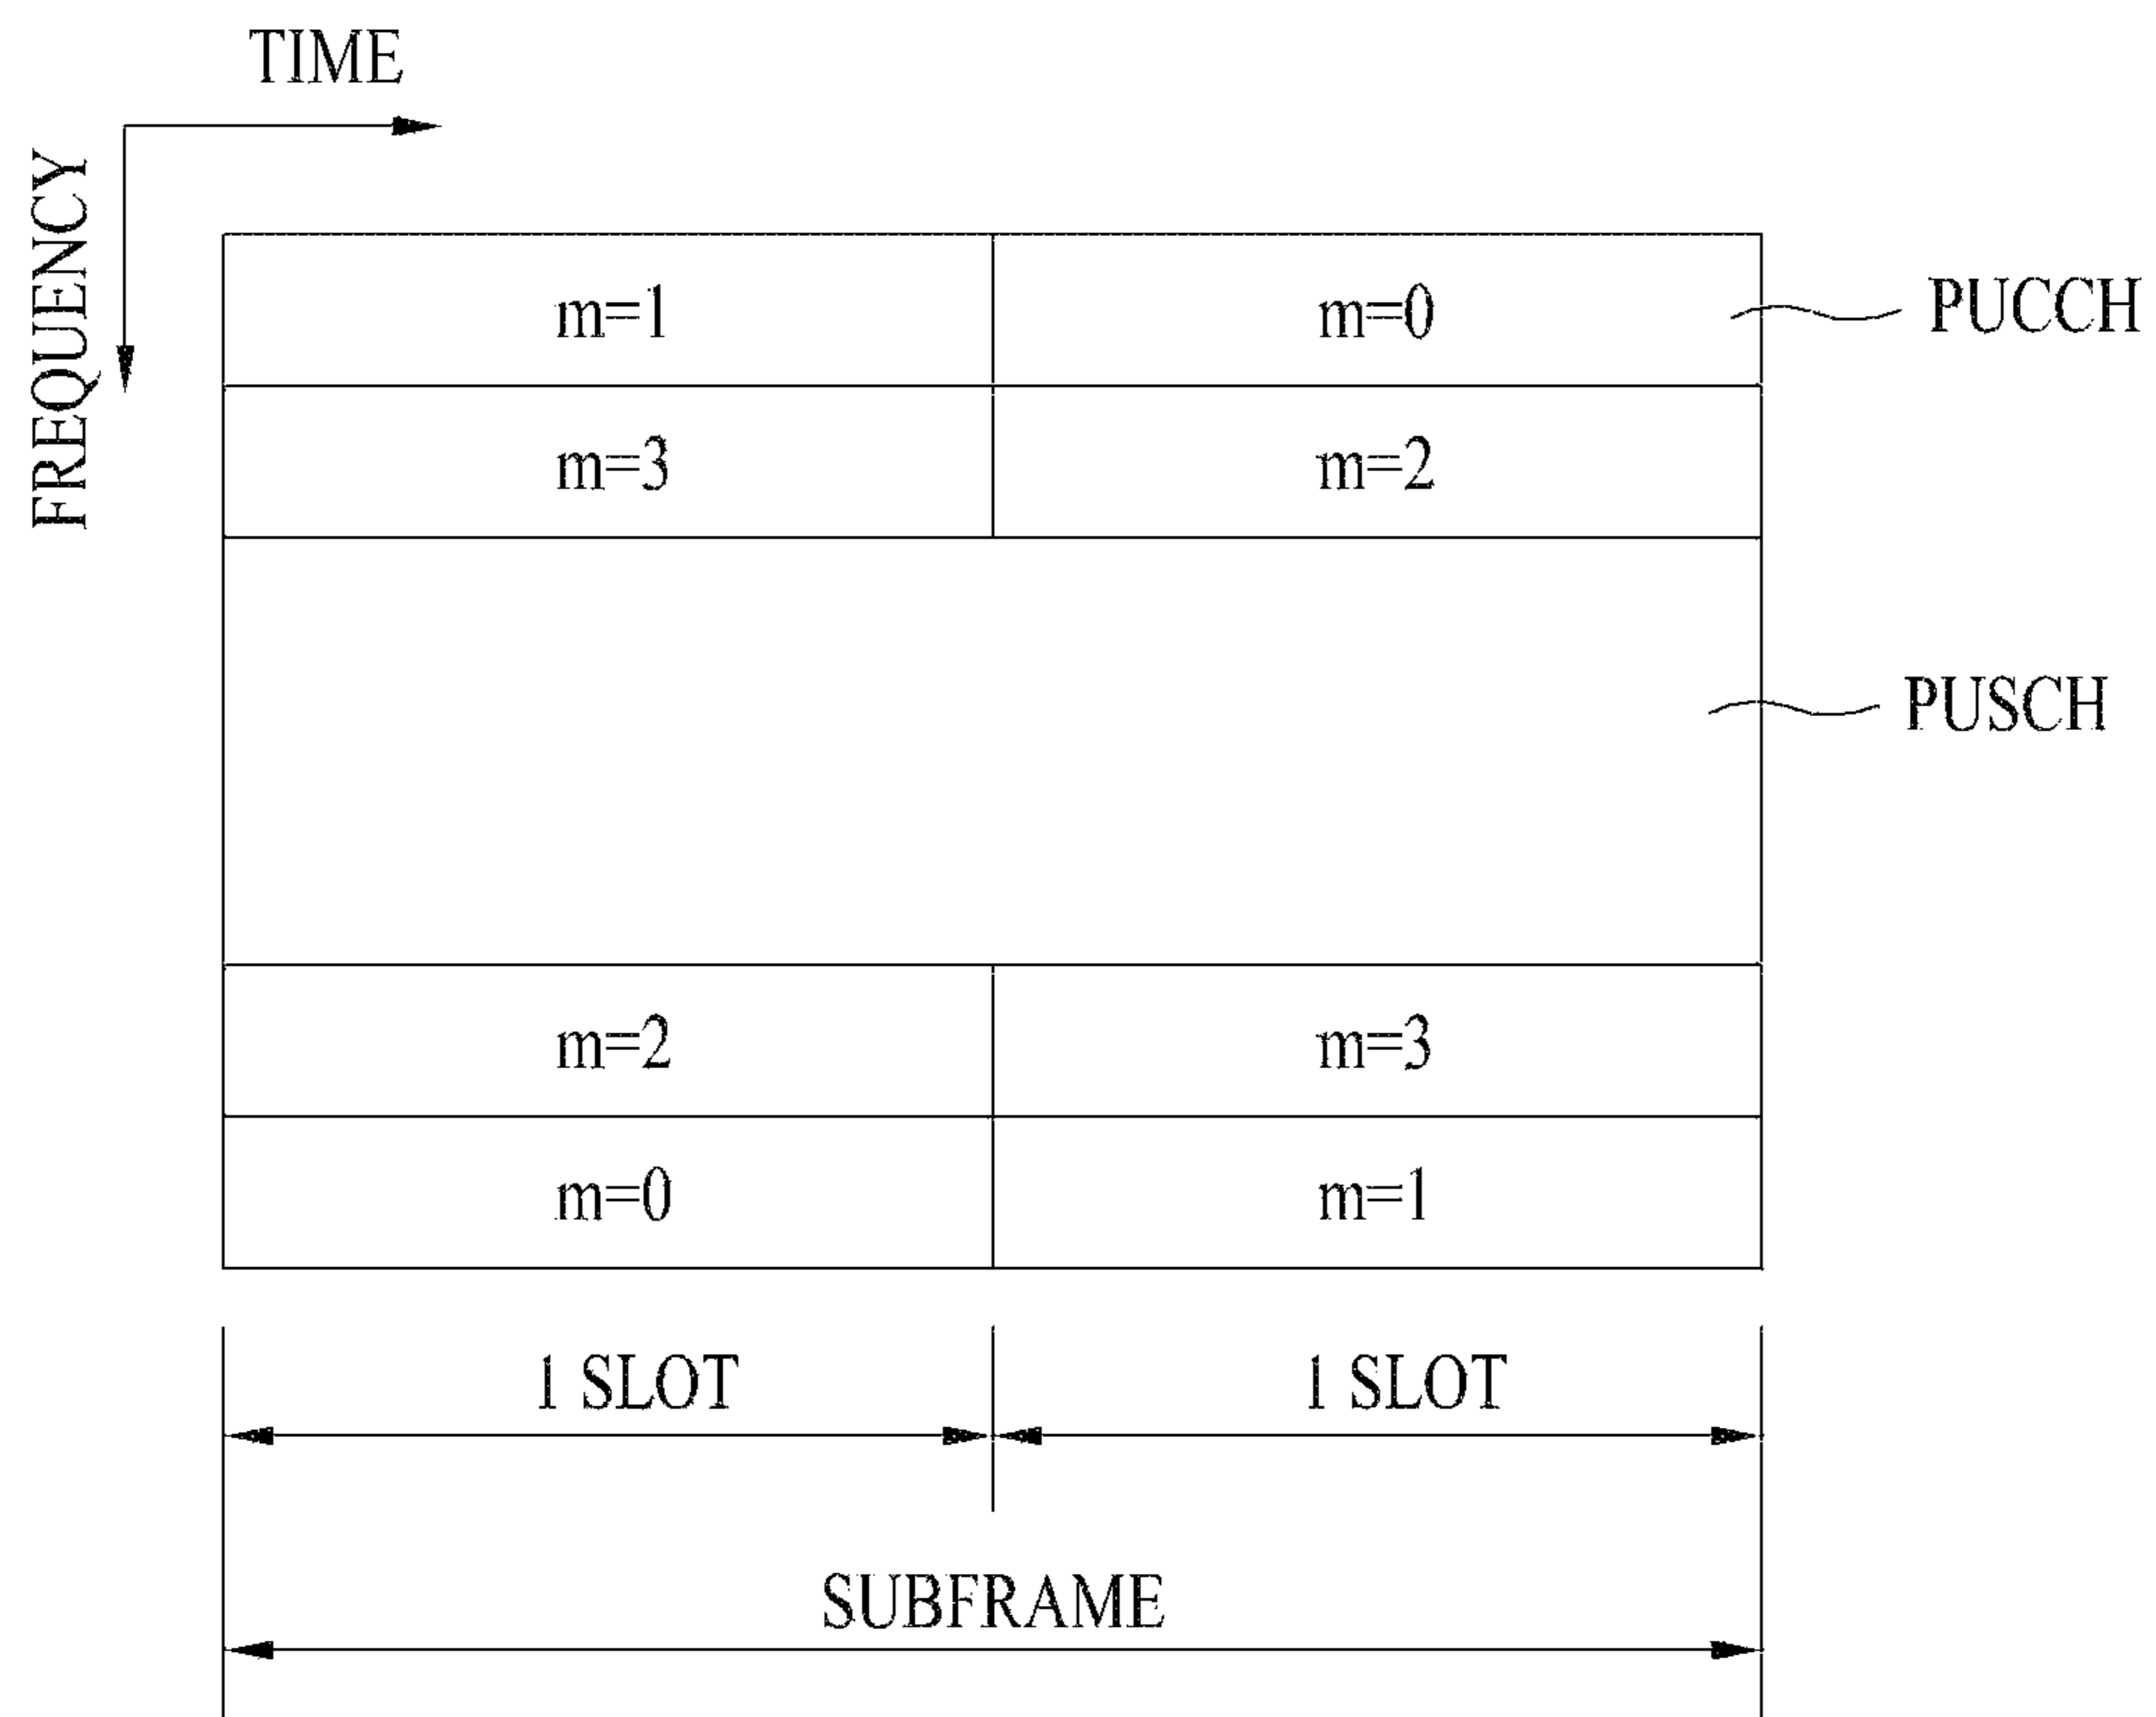 TIME
FREQUENCY
m=1 m=0 PUCCH
m=3 m=2
PUSCH
m=2 m=3
m=0 m=1
1 SLOT 1 SLOT
SUBFRAME